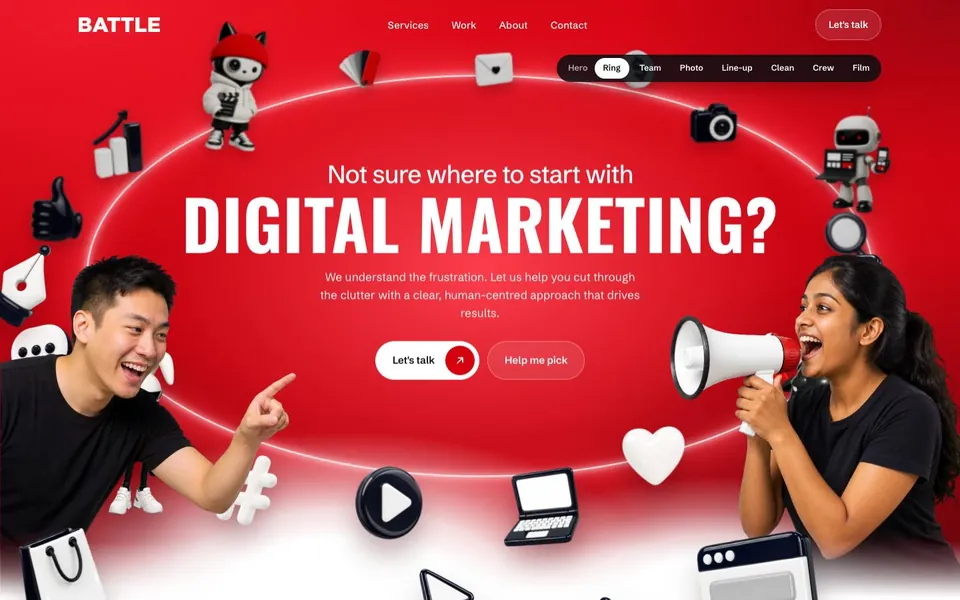 BATTLE
Services Work About Contact
Let's talk
Hero Ring Team Photo Line-up Clean Crew Film
Not sure where to start with
DIGITAL MARKETING?
We understand the frustration. Let us help you cut through
the clutter with a clear, human-centred approach that drives
results.
Let's talk
Help me pick